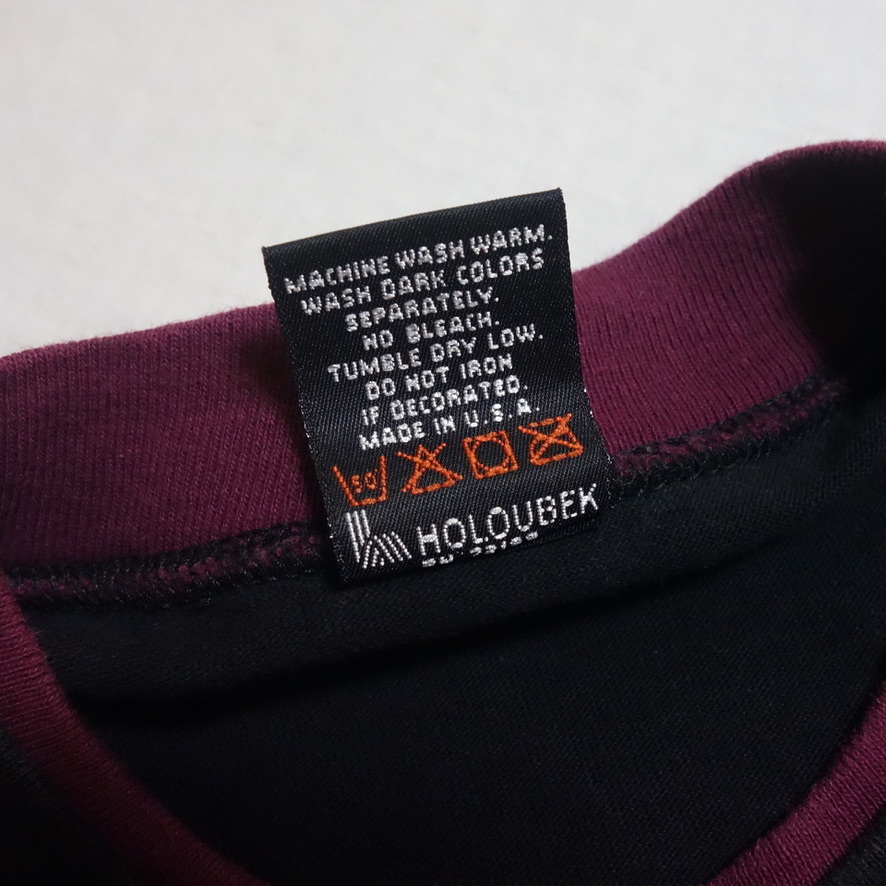 MACHINE WASH WARM.
WASH DARK COLORS
SEPARATELY.
NO BLEACH.
TUMBLE DRY LOW.
DO NOT IRON
IF DECORATED.
MADE IN U.S.A.
50
HOLOUBEK